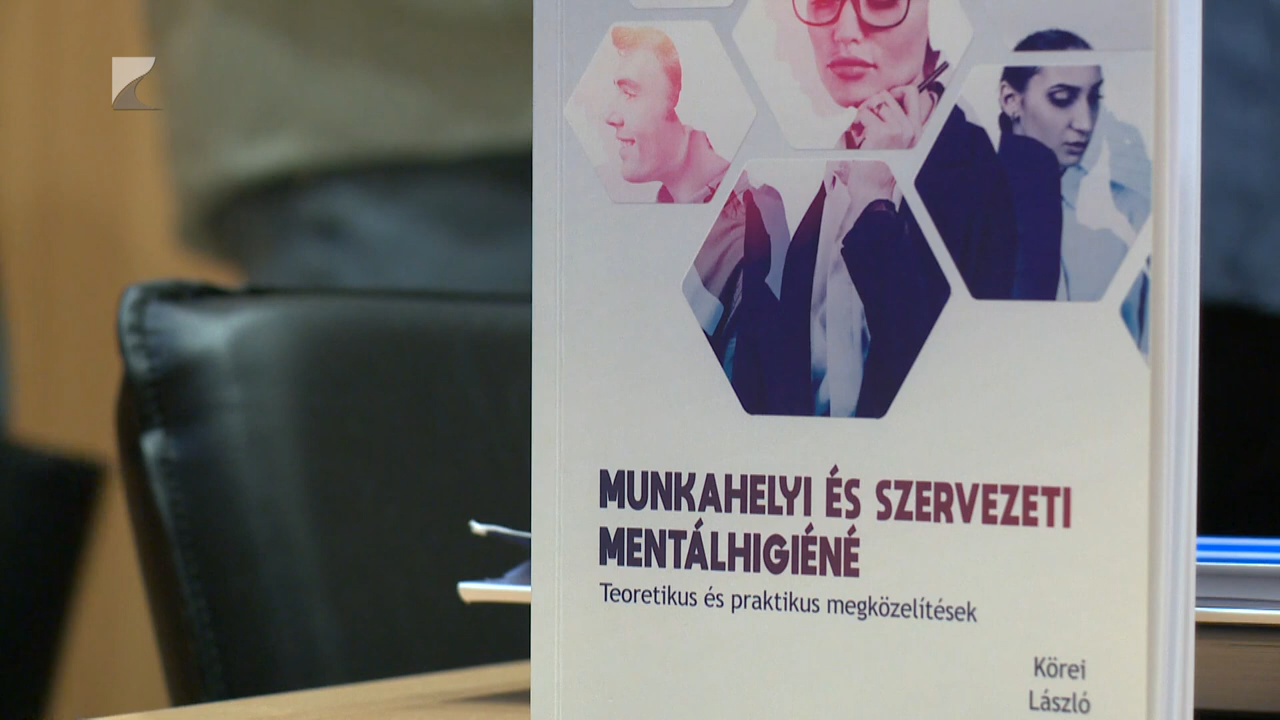 MUNKAHELYI ÉS SZERVEZETI
MENTÁLHIGIÉNÉ
Teoretikus és praktikus megközelítések
Körei
László